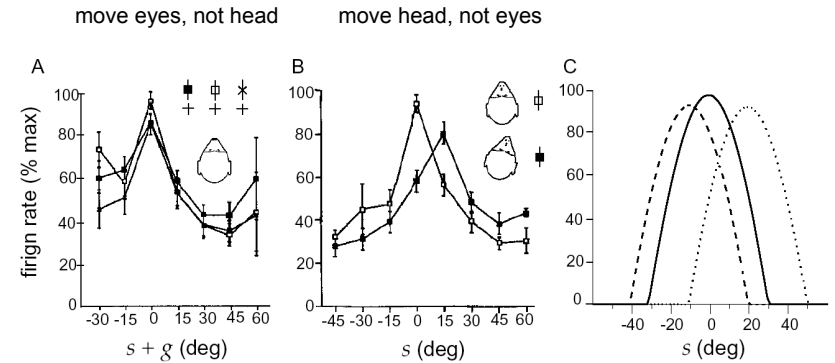 move eyes, not head
move head, not eyes
A
B
C
firign rate (% max)
100
80
60
40
20
0
-30 -15 0 15 30 45 60
s + g (deg)
100
80
60
40
20
0
-45 -30 -15 0 15 30 45 60
s (deg)
100
80
60
40
20
0
-40 -20 0 20 40
s (deg)